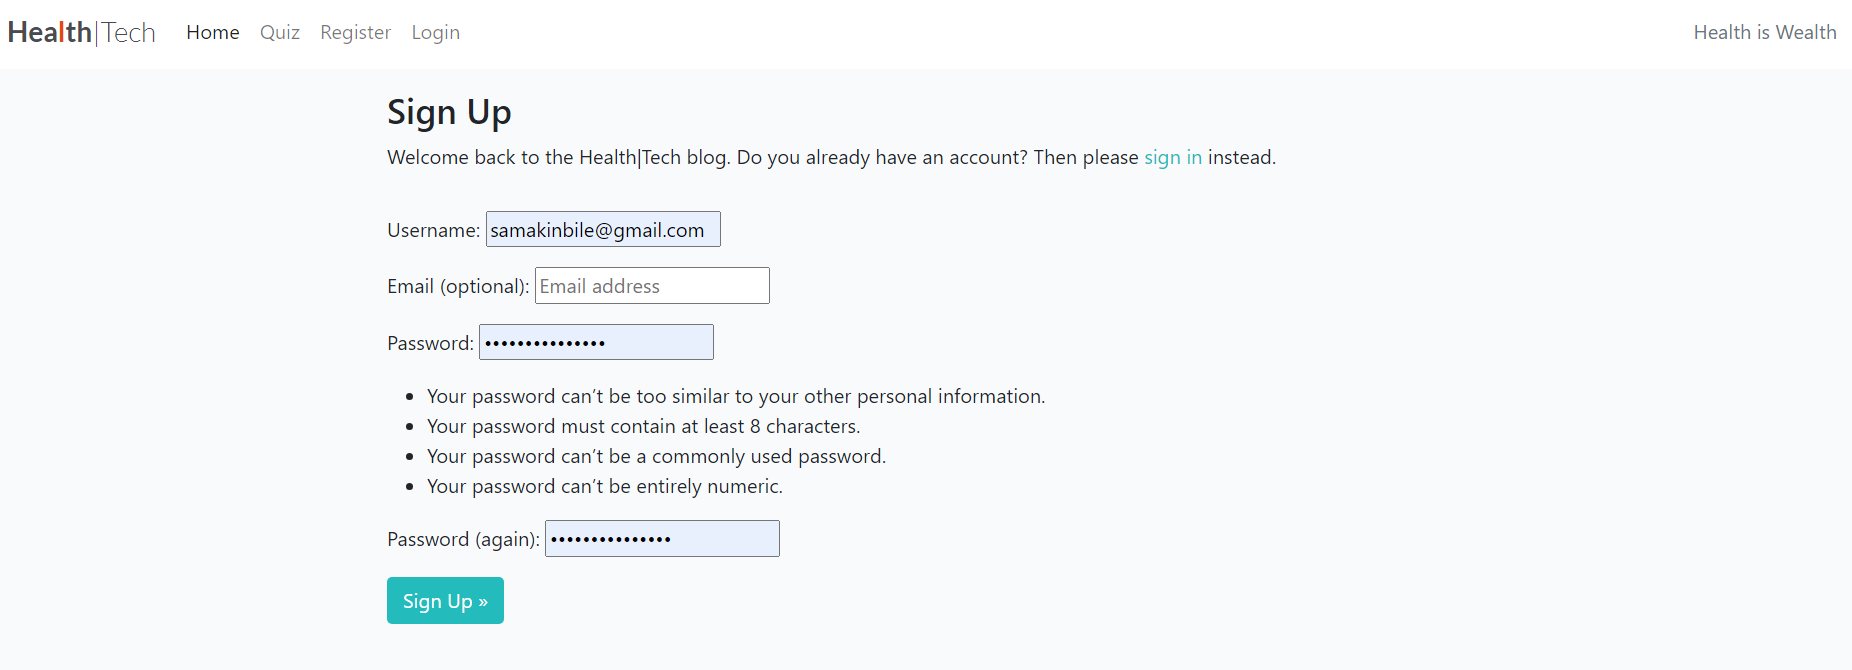 Health|Tech Home Quiz Register Login Health is Wealth
Sign Up
Welcome back to the Health|Tech blog. Do you already have an account? Then please sign in instead.
Username: samakinbile@gmail.com
Email (optional): Email address
Password: •••••••••••••••
• Your password can’t be too similar to your other personal information.
• Your password must contain at least 8 characters.
• Your password can’t be a commonly used password.
• Your password can’t be entirely numeric.
Password (again): •••••••••••••••
Sign Up »